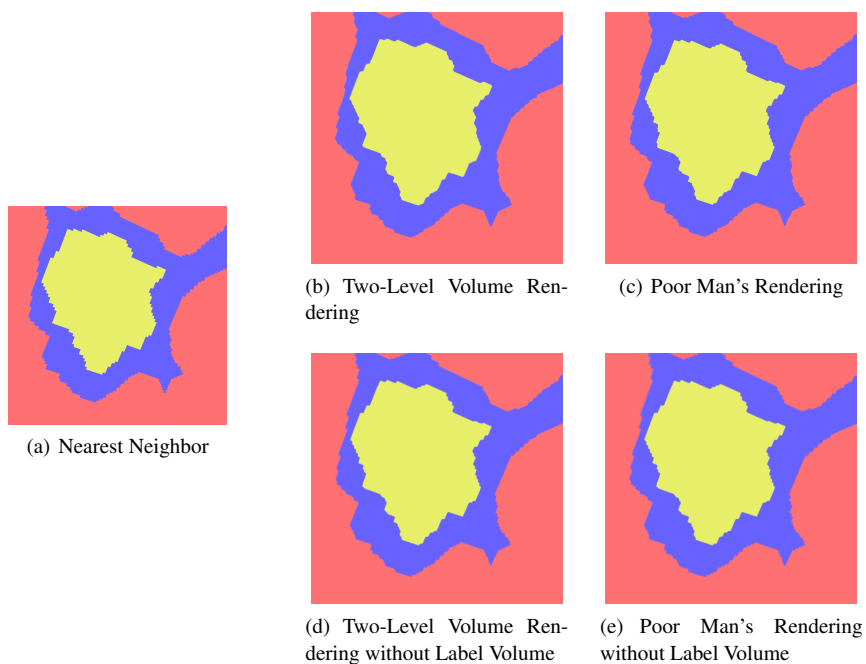 (b) Two-Level Volume Ren-
dering
(c) Poor Man's Rendering
(a) Nearest Neighbor
(d) Two-Level Volume Ren-
dering without Label Volume
(e) Poor Man's Rendering
without Label Volume